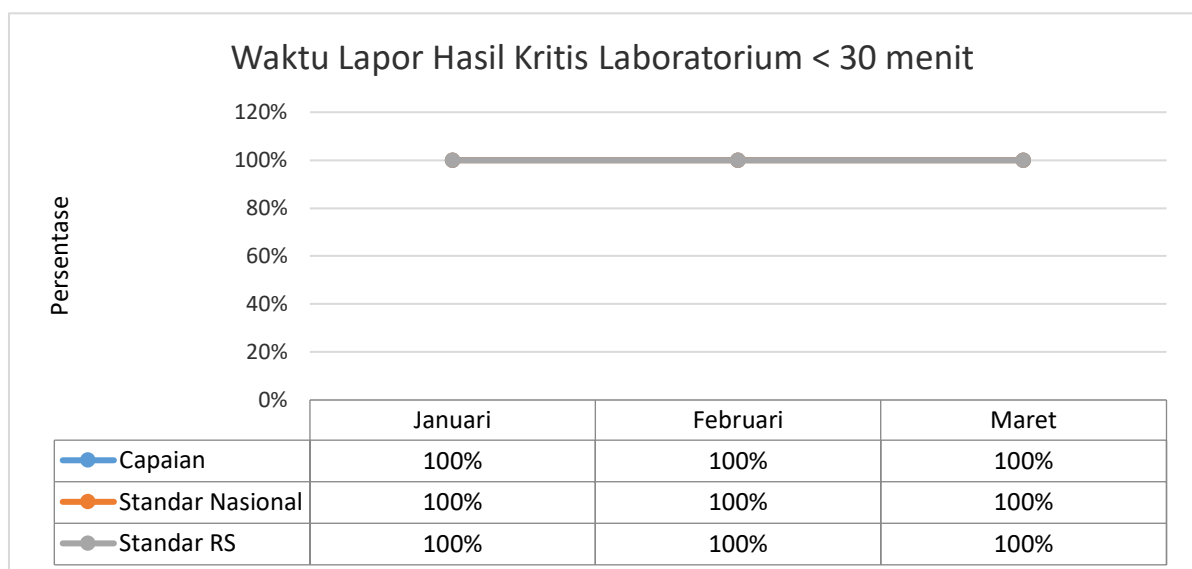 Waktu Lapor Hasil Kritis Laboratorium < 30 menit
Persentase
120%
100%
80%
60%
40%
20%
0%
Januari Februari Maret
Capaian 100% 100% 100%
Standar Nasional 100% 100% 100%
Standar RS 100% 100% 100%